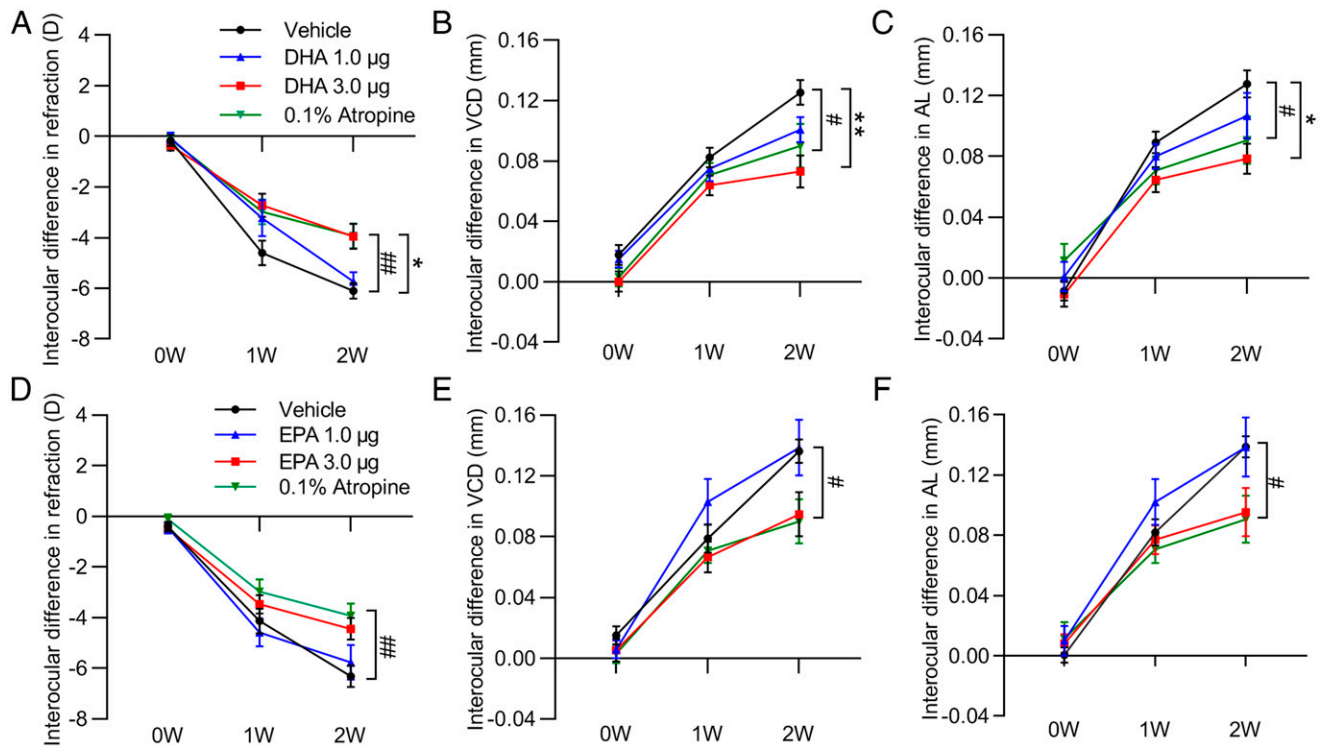 A
Interocular difference in refraction (D)
4
2
0
-2
-4
-6
-8
Vehicle
DHA 1.0 µg
DHA 3.0 µg
0.1% Atropine
##
*
0W 1W 2W
B
Interocular difference in VCD (mm)
0.16
0.12
0.08
0.04
0.00
-0.04
#
**
0W 1W 2W
C
Interocular difference in AL (mm)
0.16
0.12
0.08
0.04
0.00
-0.04
#
*
0W 1W 2W
D
Interocular difference in refraction (D)
4
2
0
-2
-4
-6
-8
Vehicle
EPA 1.0 µg
EPA 3.0 µg
0.1% Atropine
##
0W 1W 2W
E
Interocular difference in VCD (mm)
0.16
0.12
0.08
0.04
0.00
-0.04
#
0W 1W 2W
F
Interocular difference in AL (mm)
0.16
0.12
0.08
0.04
0.00
-0.04
#
0W 1W 2W